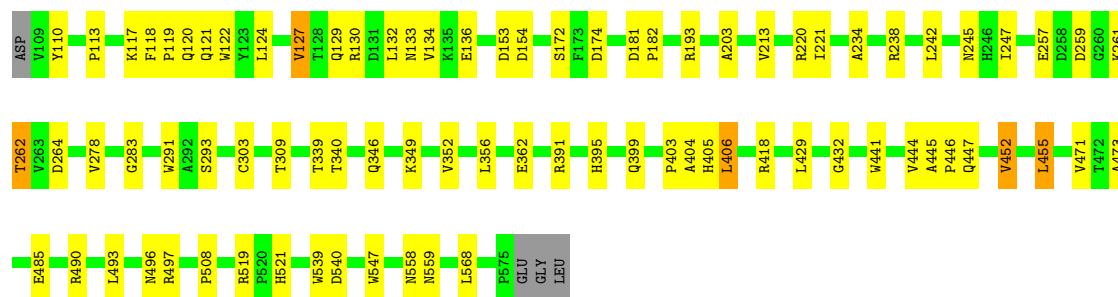 ASP V109 Y110 P113 K117 F118 P119 Q120 Q121 W122 Y123 L124 V127 T128 Q129 R130 D131 L132 N133 V134 K135 E136 D153 D154 S172 F173 D174 D181 P182 R193 A203 V213 R220 I221 A234 R238 L242 N245 H246 I247 E257 D258 D259 G260 K261
T262 V263 D264 V278 G283 W291 A292 S293 C303 T309 T339 T340 Q346 K349 V352 L356 E362 R391 H395 Q399 P403 A404 H405 L406 R418 L429 G432 W441 V444 A445 P446 Q447 V452 L455 V471 T472 A473
E485 R490 L493 N496 R497 P508 R519 P520 H521 W539 D540 W547 N558 N559 L568 P575 GLU GLY LEU